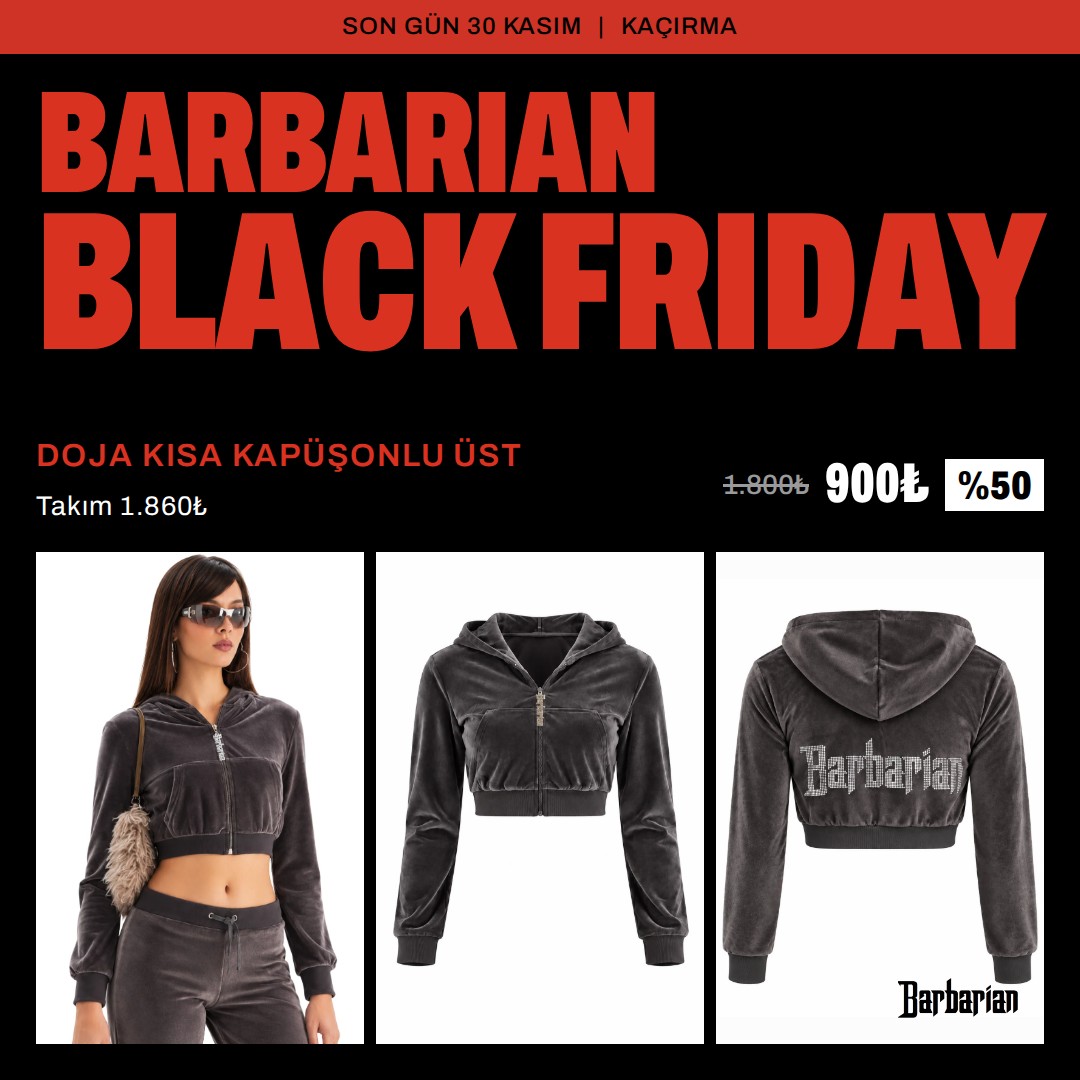 SON GÜN 30 KASIM | KAÇIRMA
BARBARIAN
BLACK FRIDAY
DOJA KISA KAPÜŞONLU ÜST
Takım 1.860₺
1.800₺ 900₺ %50
Barbarian
Barbarian